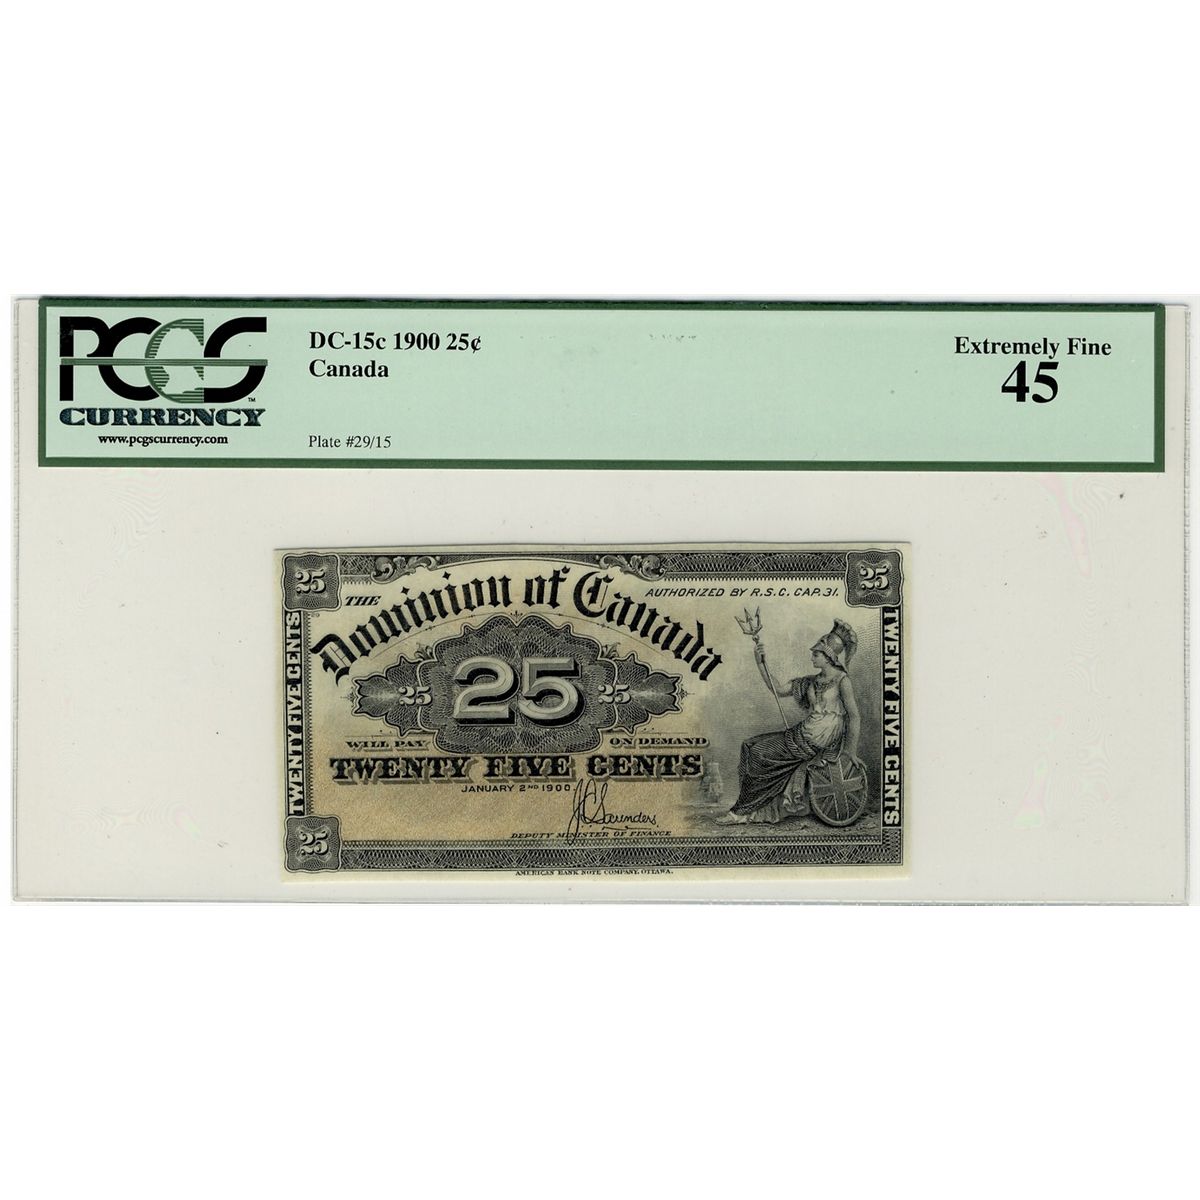 PCGS
TM
CURRENCY
www.pcgscurrency.com
DC-15c 1900 25¢
Canada
Plate #29/15
Extremely Fine
45
25
25
THE
Dominion of Canada
AUTHORIZED BY R.S.C. CAP. 31.
TWENTY FIVE CENTS
25
25
25
TWENTY FIVE CENTS
WILL PAY
ON DEMAND
TWENTY FIVE CENTS
JANUARY 2ND 1900
J C Saunders
DEPUTY MINISTER OF FINANCE
25
AMERICAN BANK NOTE COMPANY, OTTAWA.